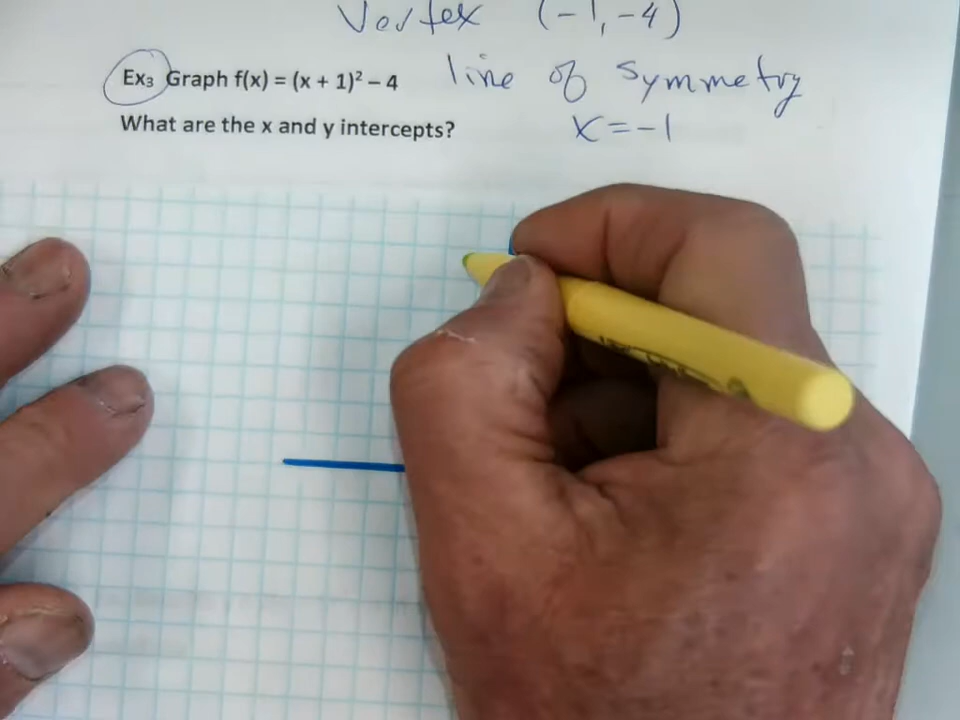 Vertex (-1, -4)
Ex3 Graph f(x) = (x + 1)² – 4 line of symmetry
What are the x and y intercepts? x = -1